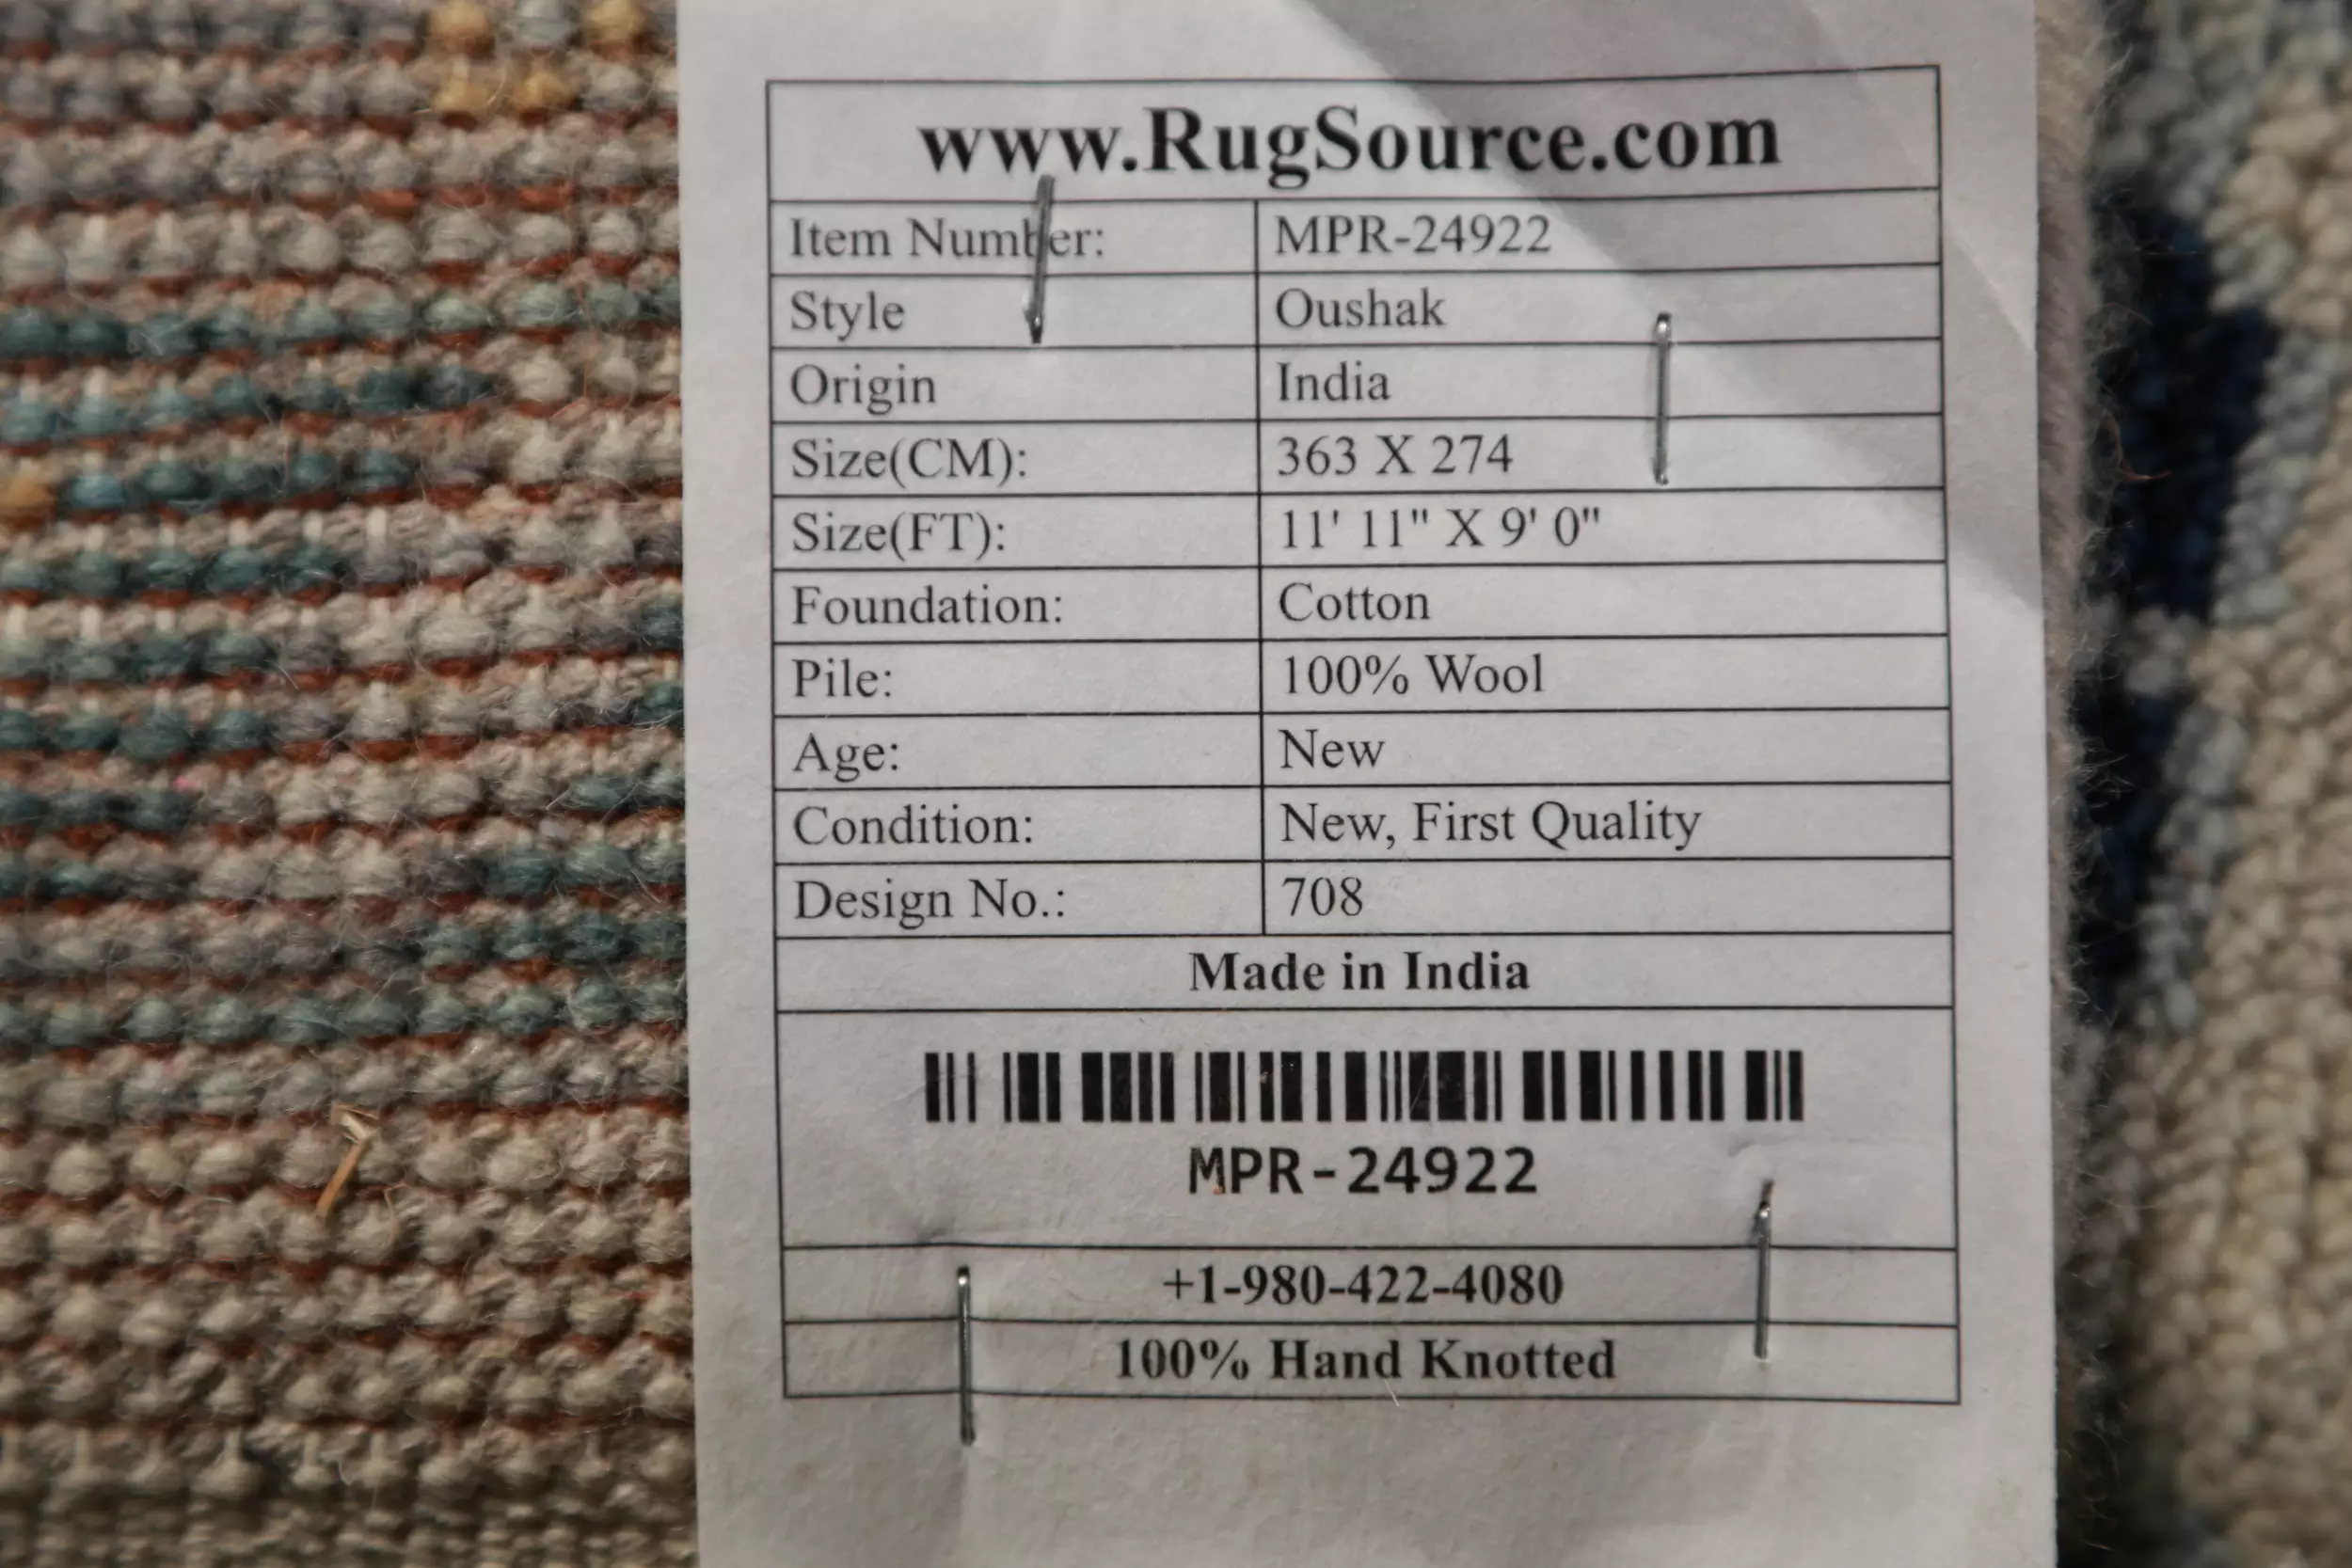 www.RugSource.com
Item Number: MPR-24922
Style Oushak
Origin India
Size(CM): 363 X 274
Size(FT): 11' 11" X 9' 0"
Foundation: Cotton
Pile: 100% Wool
Age: New
Condition: New, First Quality
Design No.: 708
Made in India
MPR-24922
+1-980-422-4080
100% Hand Knotted